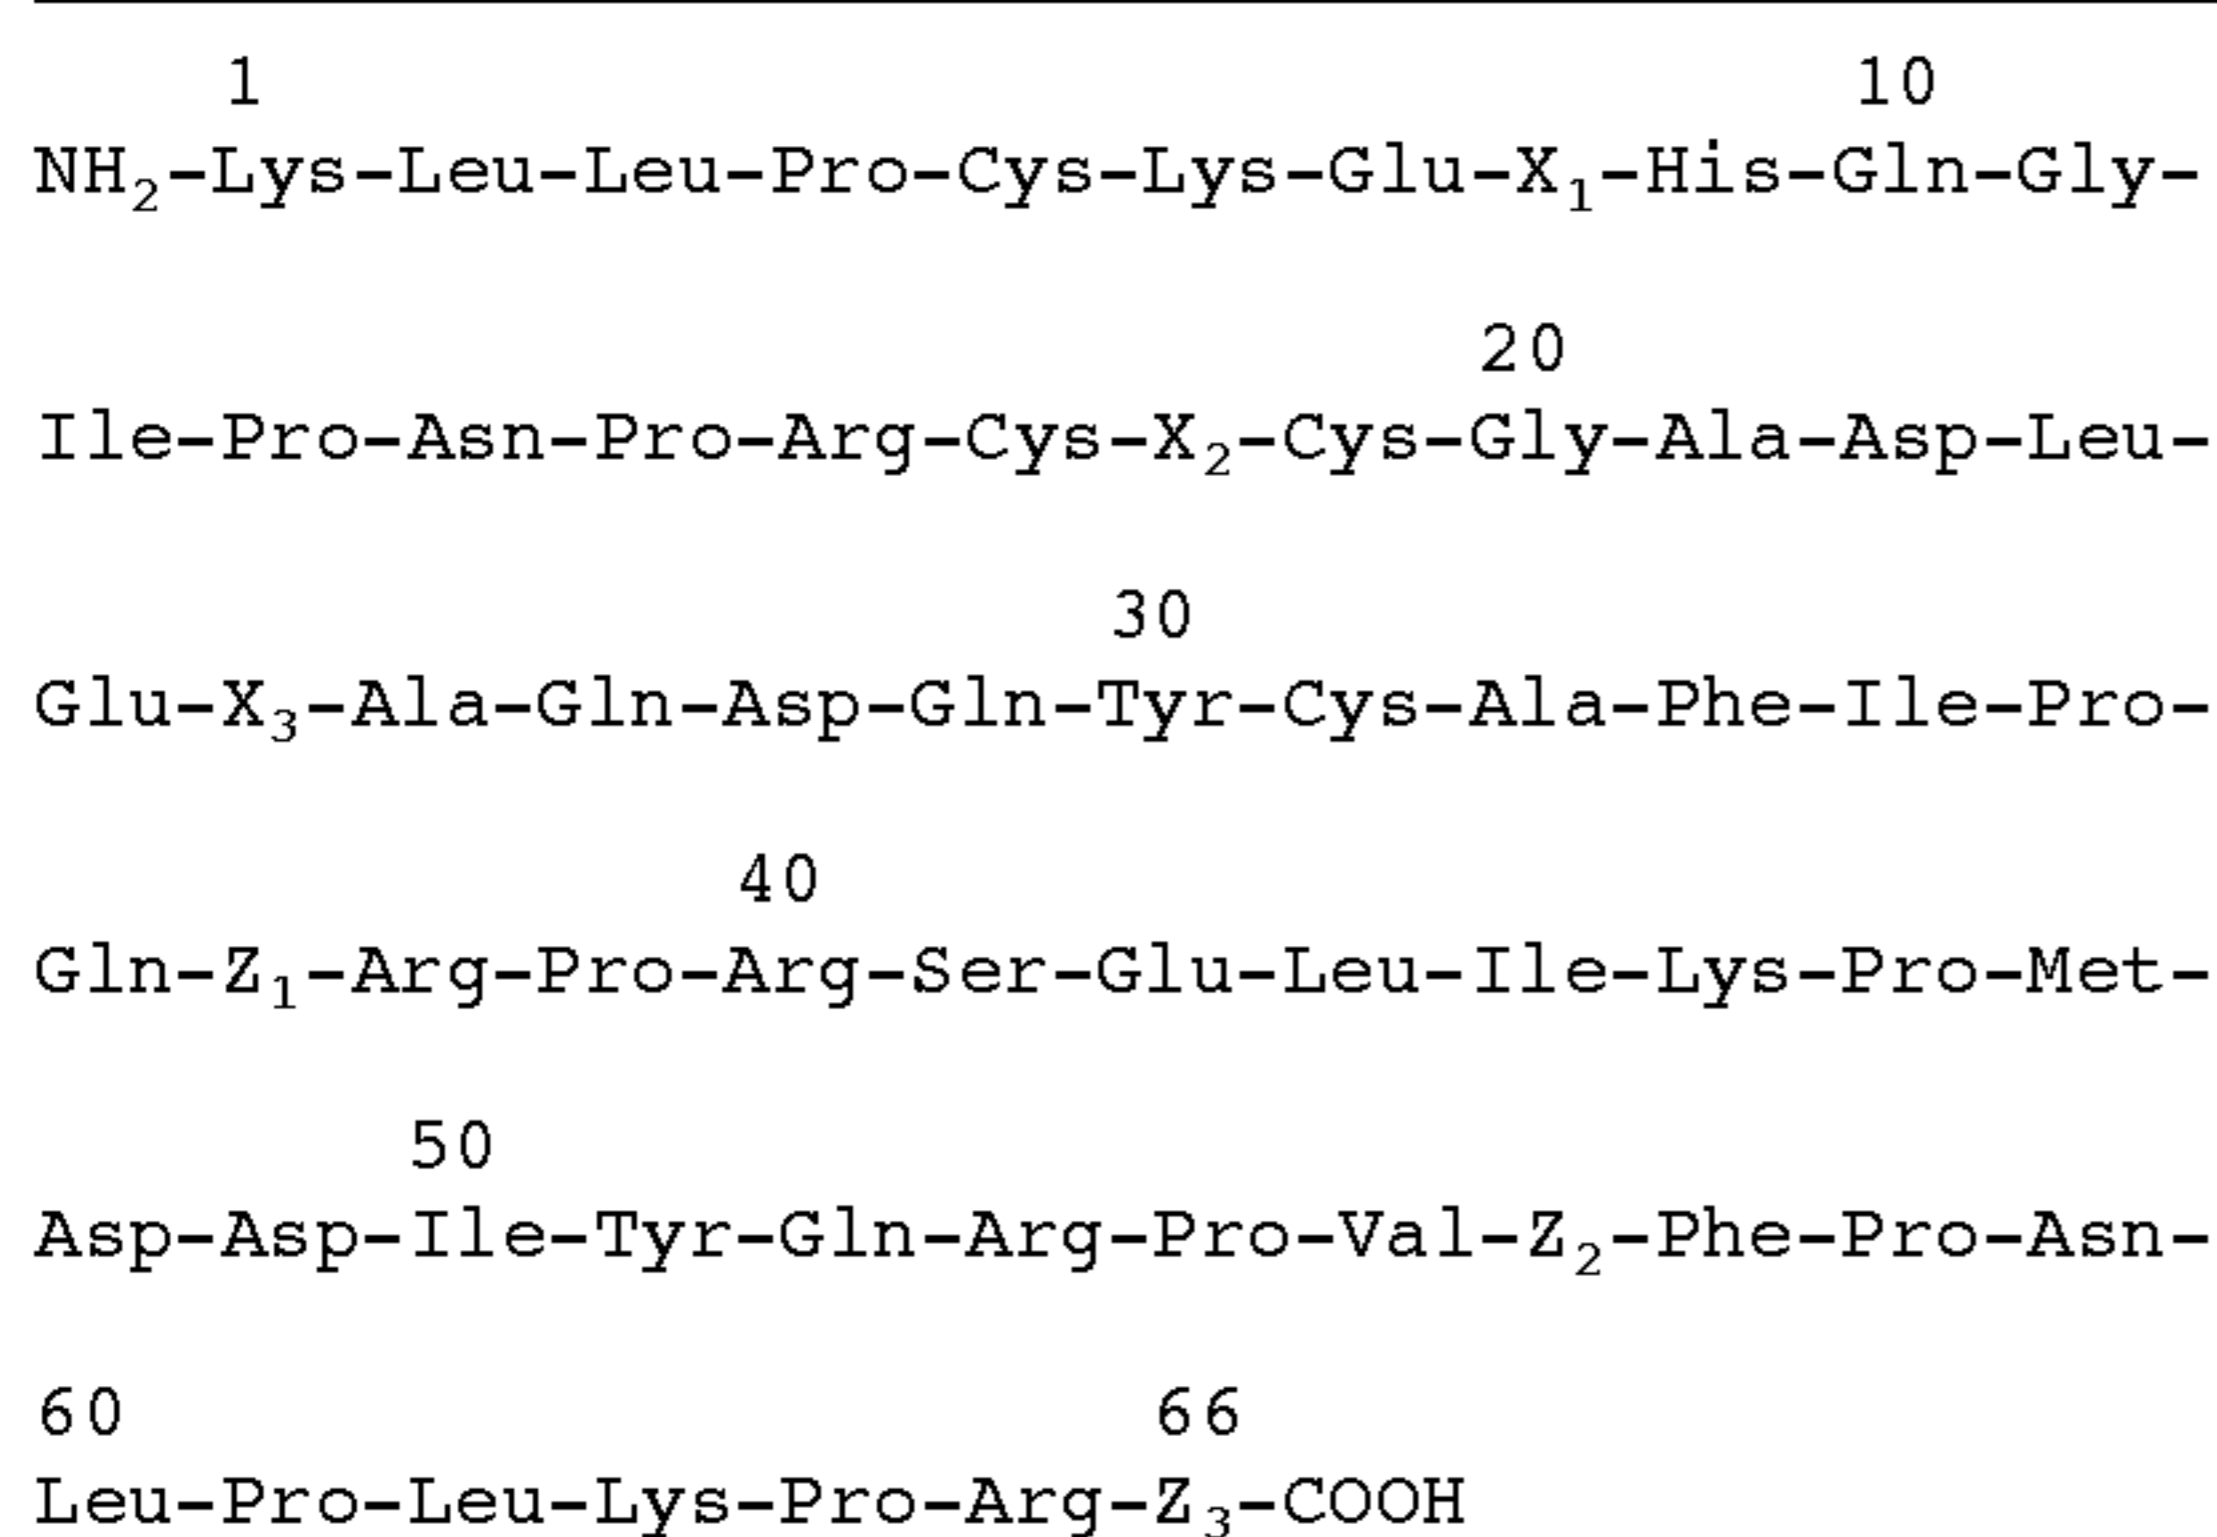 1 10
NH₂-Lys-Leu-Leu-Pro-Cys-Lys-Glu-X₁-His-Gln-Gly-
20
Ile-Pro-Asn-Pro-Arg-Cys-X₂-Cys-Gly-Ala-Asp-Leu-
30
Glu-X₃-Ala-Gln-Asp-Gln-Tyr-Cys-Ala-Phe-Ile-Pro-
40
Gln-Z₁-Arg-Pro-Arg-Ser-Glu-Leu-Ile-Lys-Pro-Met-
50
Asp-Asp-Ile-Tyr-Gln-Arg-Pro-Val-Z₂-Phe-Pro-Asn-
60 66
Leu-Pro-Leu-Lys-Pro-Arg-Z₃-COOH